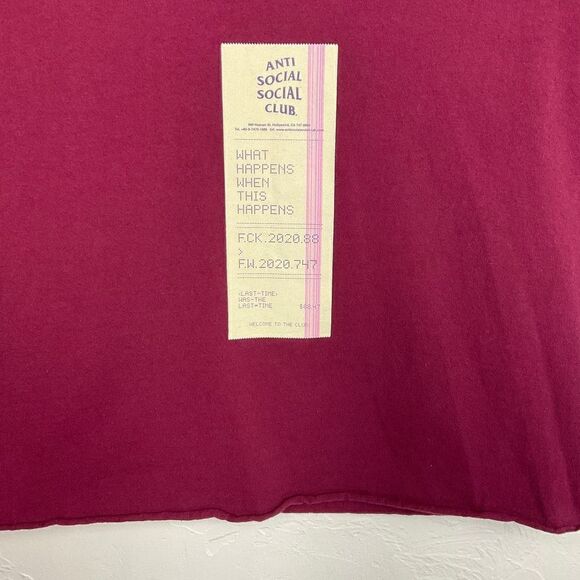 ANTI
SOCIAL
SOCIAL
CLUB.
WHAT
HAPPENS
WHEN
THIS
HAPPENS
F.CK.2020.88
>
F.W.2020.747
<LAST-TIME>
WAS-THE
LAST-TIME
WELCOME TO THE CLUB